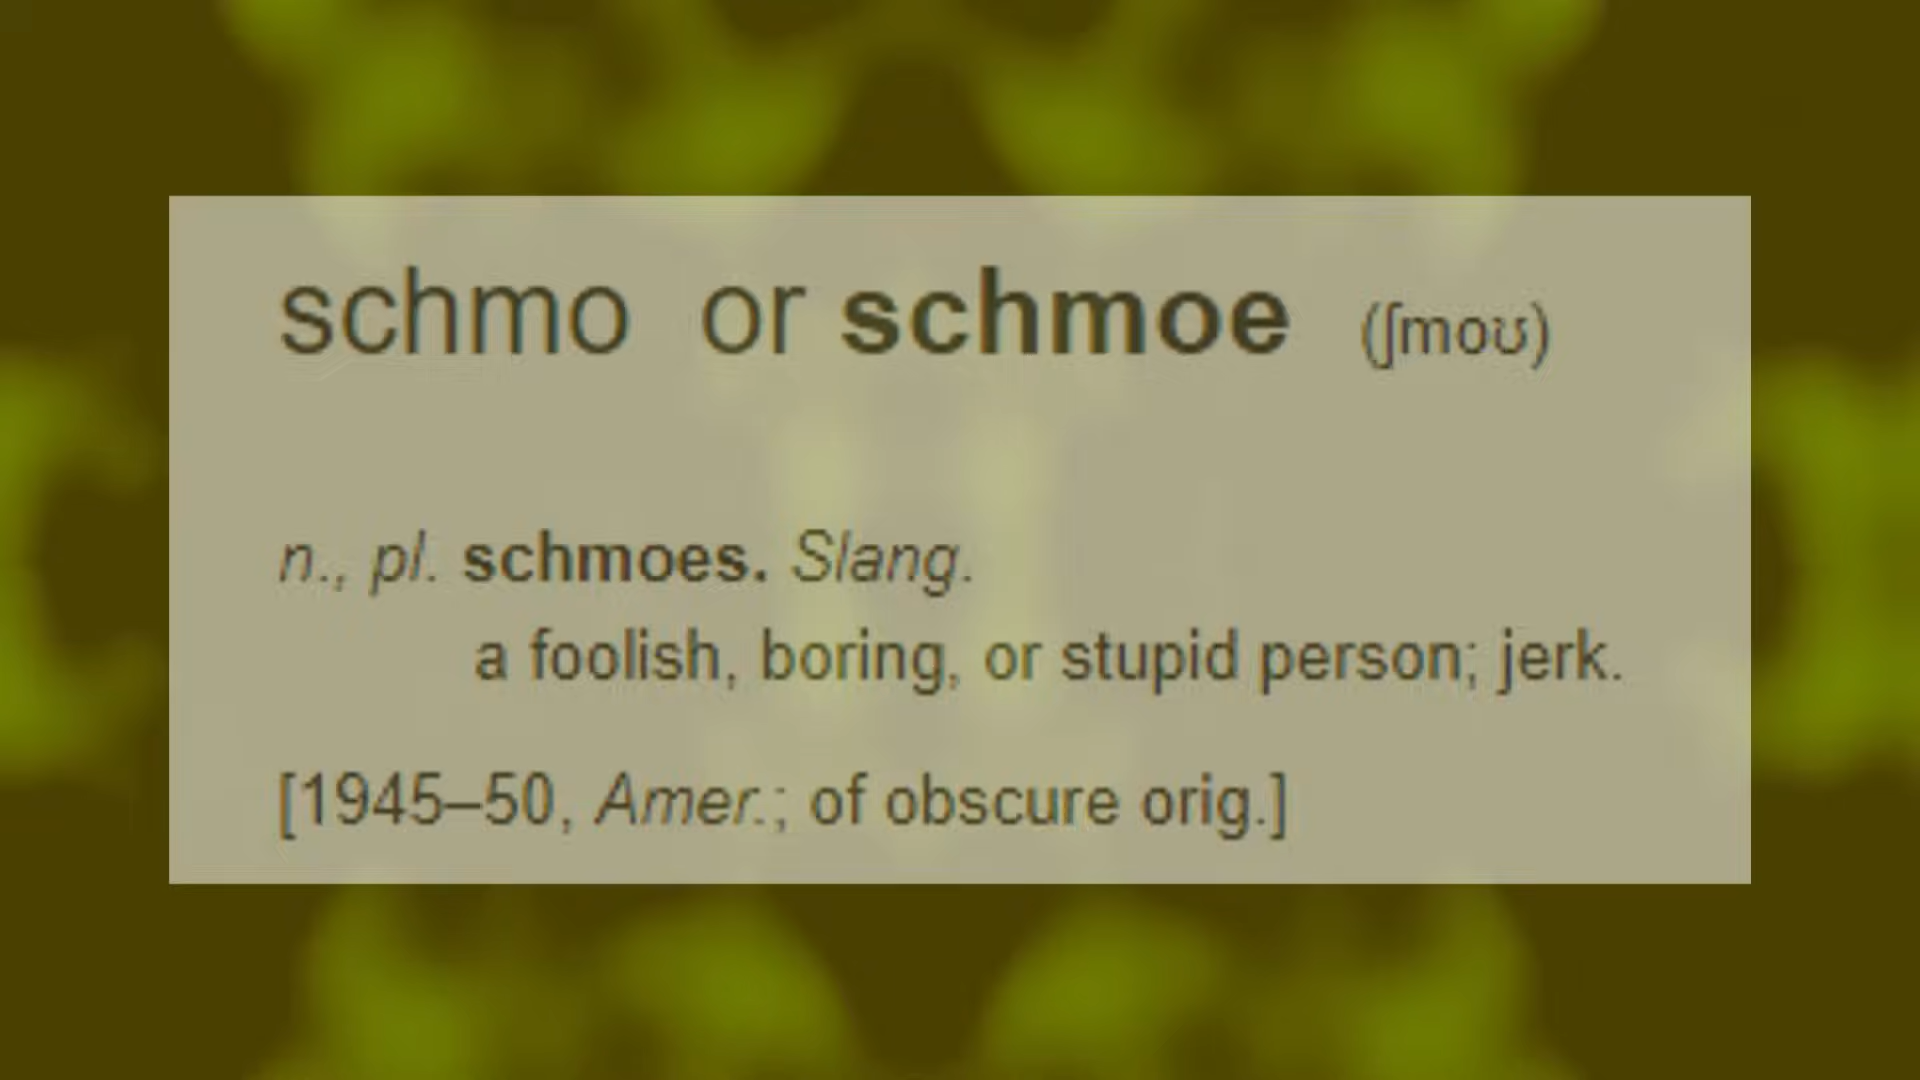 schmo or schmoe (ʃmoʊ)
n., pl. schmoes. Slang.
a foolish, boring, or stupid person; jerk.
[1945–50, Amer.; of obscure orig.]